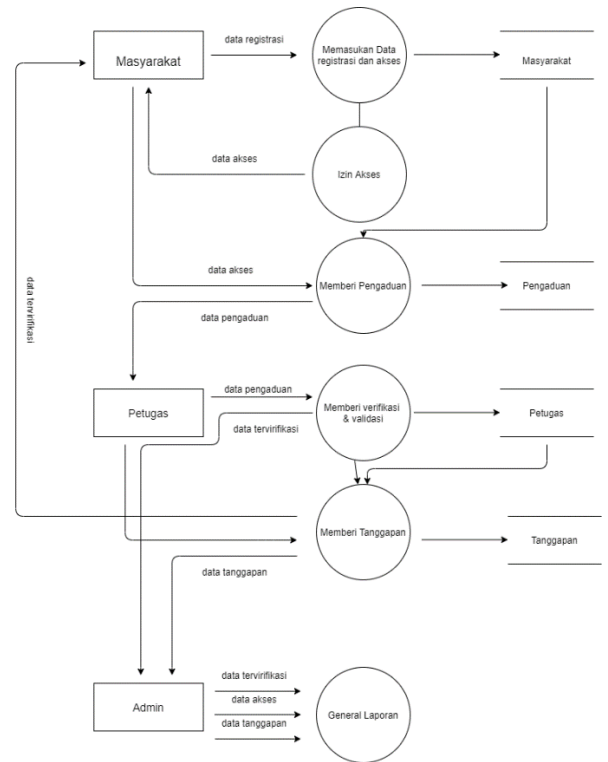 data registrasi
Masyarakat
Memasukan Data
registrasi dan akses
Masyarakat
data akses
Izin Akses
data akses
Memberi Pengaduan
Pengaduan
data pengaduan
data tervirifikasi
data pengaduan
Petugas
Memberi verifikasi
& validasi
Petugas
data tervirifikasi
Memberi Tanggapan
Tanggapan
data tanggapan
data tervirifikasi
Admin
data akses
General Laporan
data tanggapan